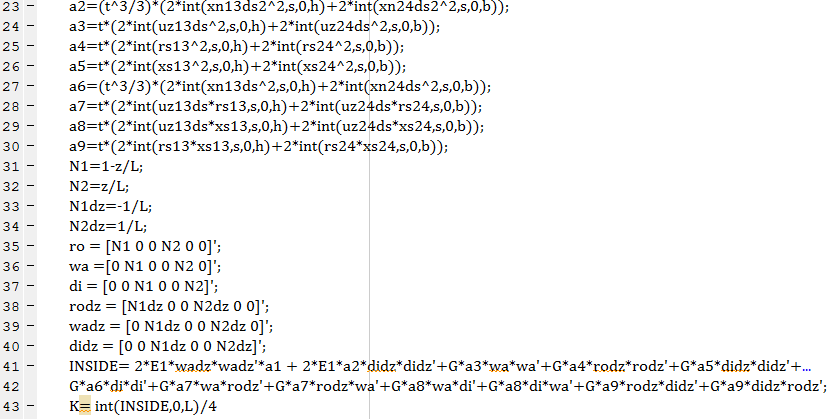 23 – a2=(t^3/3)*(2*int(xn13ds2^2,s,0,h)+2*int(xn24ds2^2,s,0,b));
24 – a3=t*(2*int(uz13ds^2,s,0,h)+2*int(uz24ds^2,s,0,b));
25 – a4=t*(2*int(rs13^2,s,0,h)+2*int(rs24^2,s,0,b));
26 – a5=t*(2*int(xs13^2,s,0,h)+2*int(xs24^2,s,0,b));
27 – a6=(t^3/3)*(2*int(xn13ds^2,s,0,h)+2*int(xn24ds^2,s,0,b));
28 – a7=t*(2*int(uz13ds*rs13,s,0,h)+2*int(uz24ds*rs24,s,0,b));
29 – a8=t*(2*int(uz13ds*xs13,s,0,h)+2*int(uz24ds*xs24,s,0,b));
30 – a9=t*(2*int(rs13*xs13,s,0,h)+2*int(rs24*xs24,s,0,b));
31 – N1=1-z/L;
32 – N2=z/L;
33 – N1dz=-1/L;
34 – N2dz=1/L;
35 – ro = [N1 0 0 N2 0 0]';
36 – wa =[0 N1 0 0 N2 0]';
37 – di = [0 0 N1 0 0 N2]';
38 – rodz = [N1dz 0 0 N2dz 0 0]';
39 – wadz = [0 N1dz 0 0 N2dz 0]';
40 – didz = [0 0 N1dz 0 0 N2dz]';
41 – INSIDE= 2*E1*wadz*wadz'*a1 + 2*E1*a2*didz*didz'+G*a3*wa*wa'+G*a4*rodz*rodz'+G*a5*didz*didz'+...
42 G*a6*di*di'+G*a7*wa*rodz'+G*a7*rodz*wa'+G*a8*wa*di'+G*a8*di*wa'+G*a9*rodz*didz'+G*a9*didz*rodz';
43 – K= int(INSIDE,0,L)/4